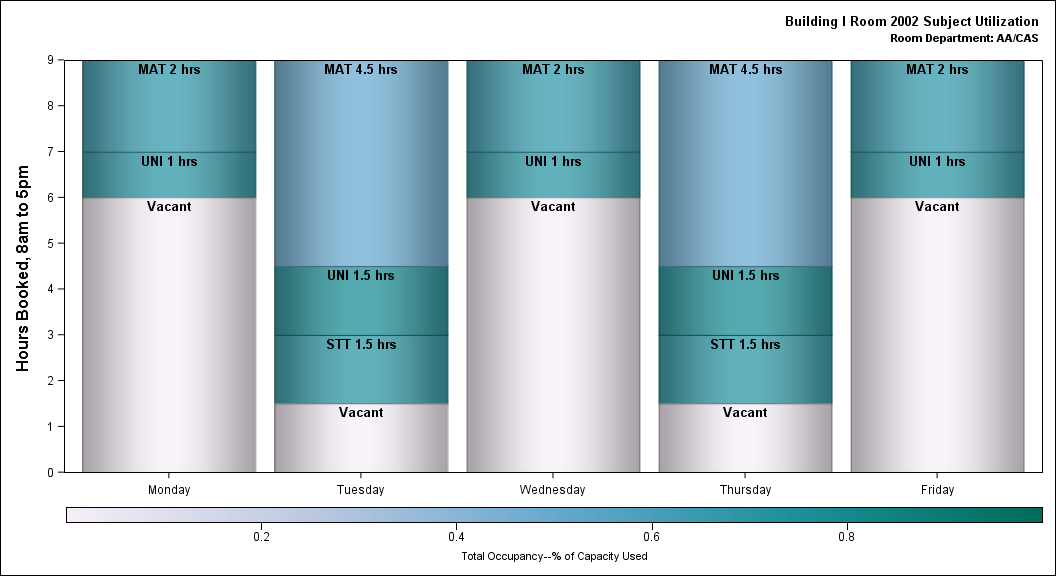 Building I Room 2002 Subject Utilization
Room Department: AA/CAS
Hours Booked, 8am to 5pm
9
8
7
6
5
4
3
2
1
0
MAT 2 hrs
UNI 1 hrs
Vacant
MAT 4.5 hrs
UNI 1.5 hrs
STT 1.5 hrs
Vacant
MAT 2 hrs
UNI 1 hrs
Vacant
MAT 4.5 hrs
UNI 1.5 hrs
STT 1.5 hrs
Vacant
MAT 2 hrs
UNI 1 hrs
Vacant
Monday Tuesday Wednesday Thursday Friday
0.2 0.4 0.6 0.8
Total Occupancy--% of Capacity Used